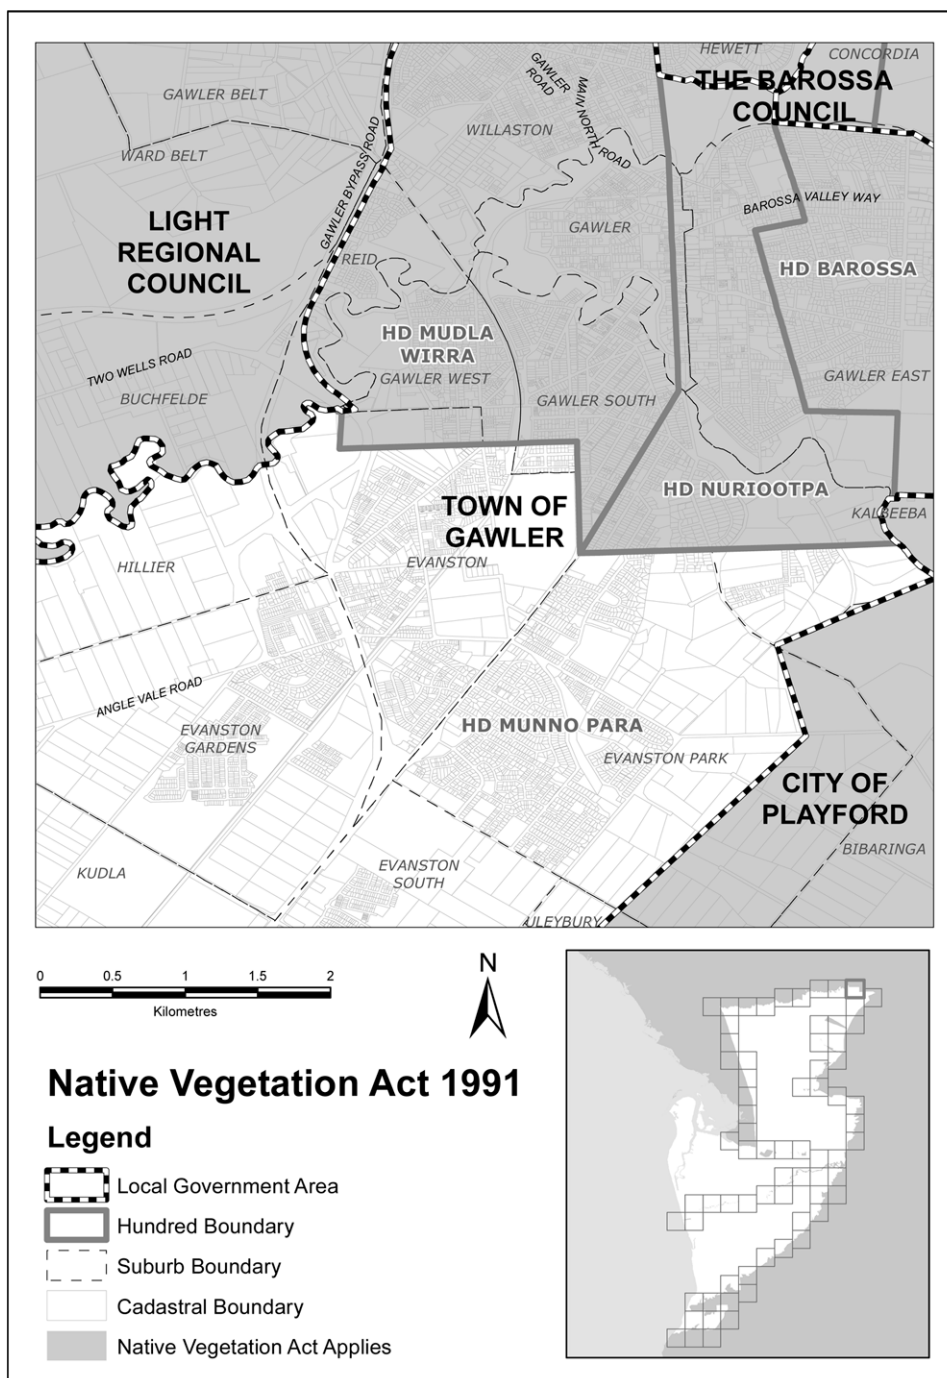 HEWETT
CONCORDIA
THE BAROSSA
COUNCIL
GAWLER BELT
GAWLER
ROAD
MAIN NORTH ROAD
WILLASTON
WARD BELT
GAWLER BYPASS ROAD
BAROSSA VALLEY WAY
LIGHT
REGIONAL
COUNCIL
GAWLER
REID
HD BAROSSA
HD MUDLA
WIRRA
TWO WELLS ROAD
GAWLER WEST
GAWLER EAST
BUCHFELDE
GAWLER SOUTH
HD NURIOOTPA
TOWN OF
GAWLER
KALBEEBA
HILLIER
EVANSTON
ANGLE VALE ROAD
EVANSTON
GARDENS
HD MUNNO PARA
EVANSTON PARK
CITY OF
PLAYFORD
BIBARINGA
KUDLA
EVANSTON
SOUTH
ULEYBURY
0 0.5 1 1.5 2
Kilometres
N
Native Vegetation Act 1991
Legend
Local Government Area
Hundred Boundary
Suburb Boundary
Cadastral Boundary
Native Vegetation Act Applies